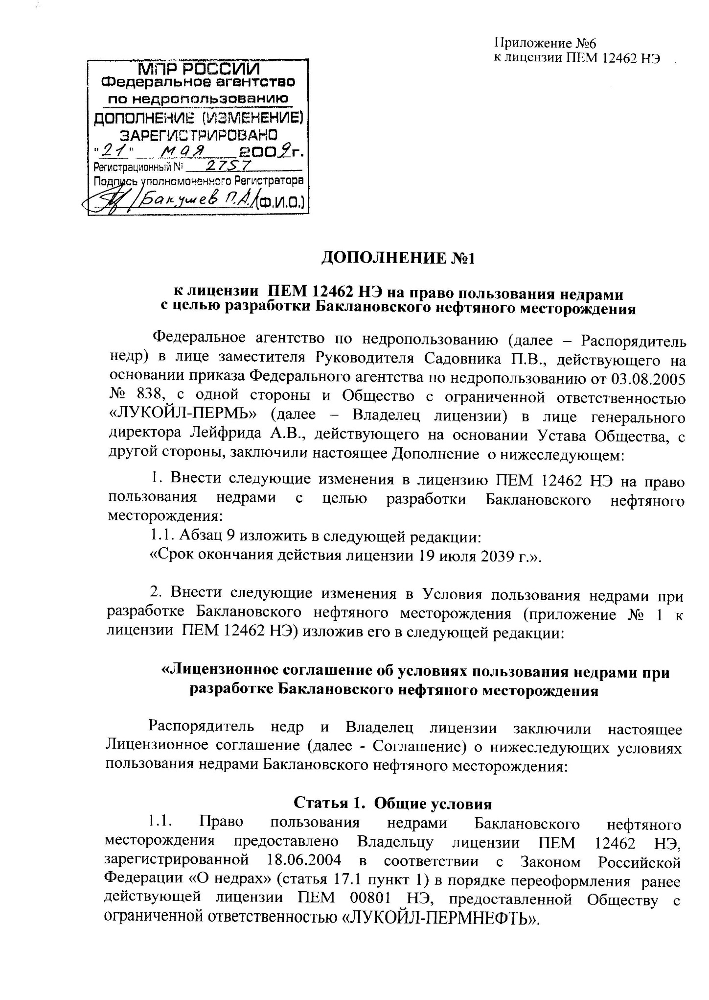 Приложение №6
к лицензии ПЕМ 12462 НЭ
МПР РОССИИ
Федеральное агентство
по недропользованию
ДОПОЛНЕНИЕ (ИЗМЕНЕНИЕ)
ЗАРЕГИСТРИРОВАНО
"21" мая 2009г.
Регистрационный № 2757
Подпись уполномоченного Регистратора
/Бакушев П.А./(Ф.И.О.)
ДОПОЛНЕНИЕ №1
к лицензии ПЕМ 12462 НЭ на право пользования недрами
с целью разработки Баклановского нефтяного месторождения
Федеральное агентство по недропользованию (далее – Распорядитель
недр) в лице заместителя Руководителя Садовника П.В., действующего на
основании приказа Федерального агентства по недропользованию от 03.08.2005
№ 838, с одной стороны и Общество с ограниченной ответственностью
«ЛУКОЙЛ-ПЕРМЬ» (далее – Владелец лицензии) в лице генерального
директора Лейфрида А.В., действующего на основании Устава Общества, с
другой стороны, заключили настоящее Дополнение о нижеследующем:
1. Внести следующие изменения в лицензию ПЕМ 12462 НЭ на право
пользования недрами с целью разработки Баклановского нефтяного
месторождения:
1.1. Абзац 9 изложить в следующей редакции:
«Срок окончания действия лицензии 19 июля 2039 г.».
2. Внести следующие изменения в Условия пользования недрами при
разработке Баклановского нефтяного месторождения (приложение № 1 к
лицензии ПЕМ 12462 НЭ) изложив его в следующей редакции:
«Лицензионное соглашение об условиях пользования недрами при
разработке Баклановского нефтяного месторождения
Распорядитель недр и Владелец лицензии заключили настоящее
Лицензионное соглашение (далее - Соглашение) о нижеследующих условиях
пользования недрами Баклановского нефтяного месторождения:
Статья 1. Общие условия
1.1. Право пользования недрами Баклановского нефтяного
месторождения предоставлено Владельцу лицензии ПЕМ 12462 НЭ,
зарегистрированной 18.06.2004 в соответствии с Законом Российской
Федерации «О недрах» (статья 17.1 пункт 1) в порядке переоформления ранее
действующей лицензии ПЕМ 00801 НЭ, предоставленной Обществу с
ограниченной ответственностью «ЛУКОЙЛ-ПЕРМНЕФТЬ».